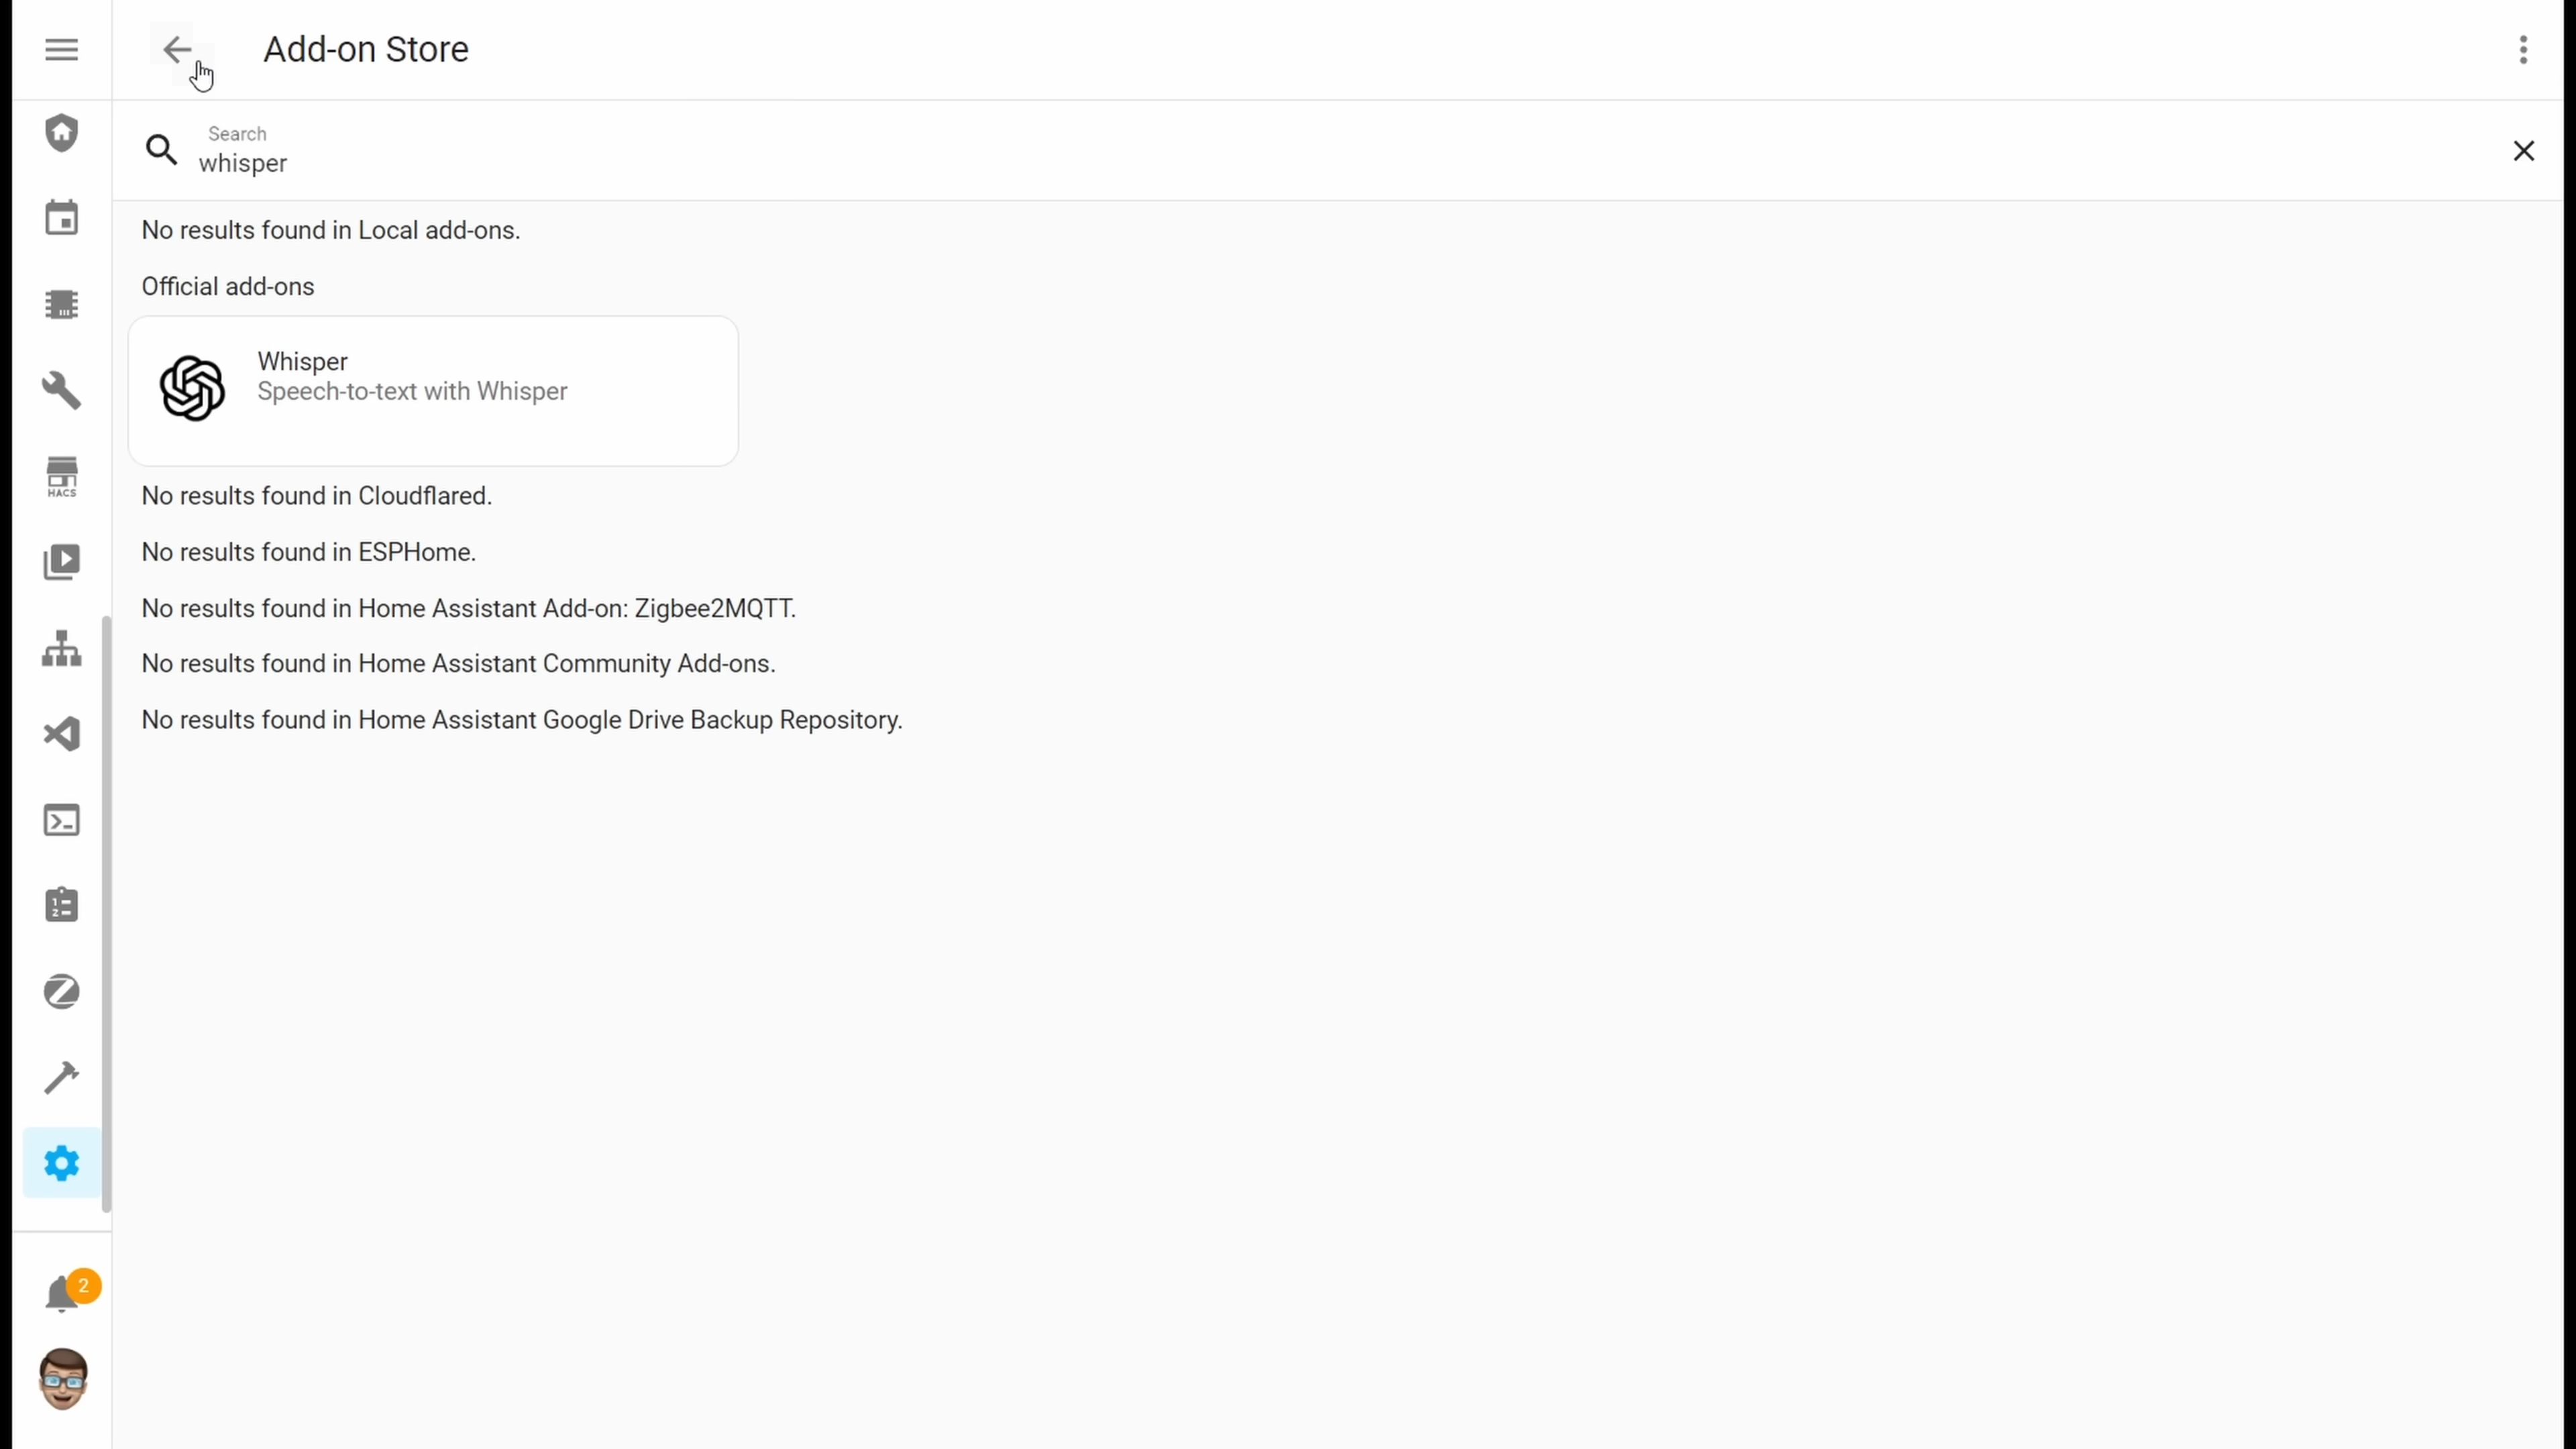 Add-on Store
Search
whisper
No results found in Local add-ons.
Official add-ons
Whisper
Speech-to-text with Whisper
No results found in Cloudflared.
No results found in ESPHome.
No results found in Home Assistant Add-on: Zigbee2MQTT.
No results found in Home Assistant Community Add-ons.
No results found in Home Assistant Google Drive Backup Repository.
HACS
2